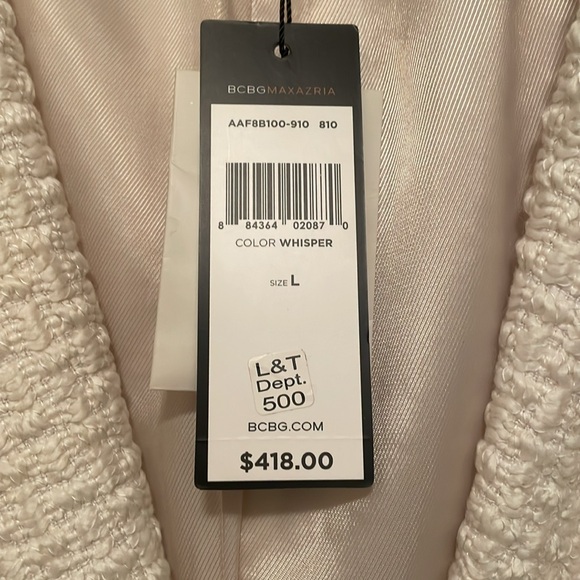 BCBGMAXAZRIA
AAF8B100-910 810
8 84364 02087 0
COLOR WHISPER
SIZE L
L&T
Dept.
500
BCBG.COM
$418.00